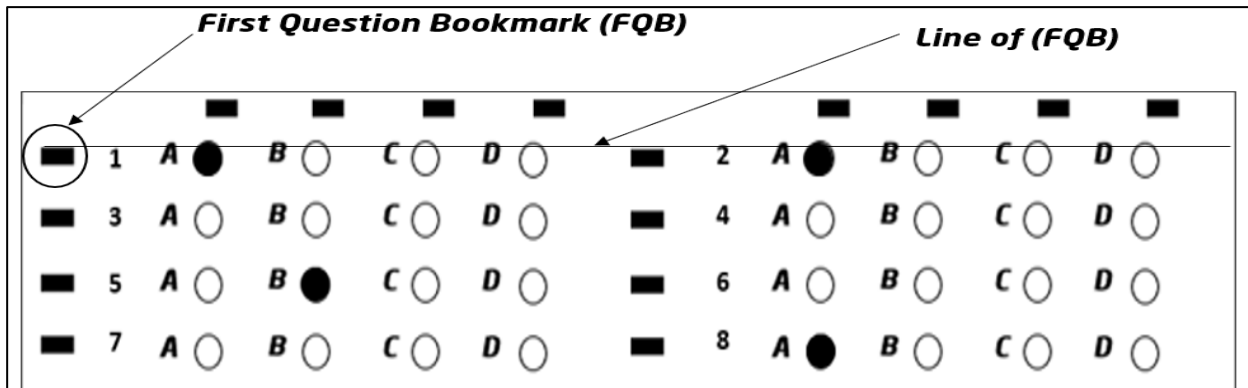 First Question Bookmark (FQB)
Line of (FQB)
1 A B C D 2 A B C D
3 A B C D 4 A B C D
5 A B C D 6 A B C D
7 A B C D 8 A B C D